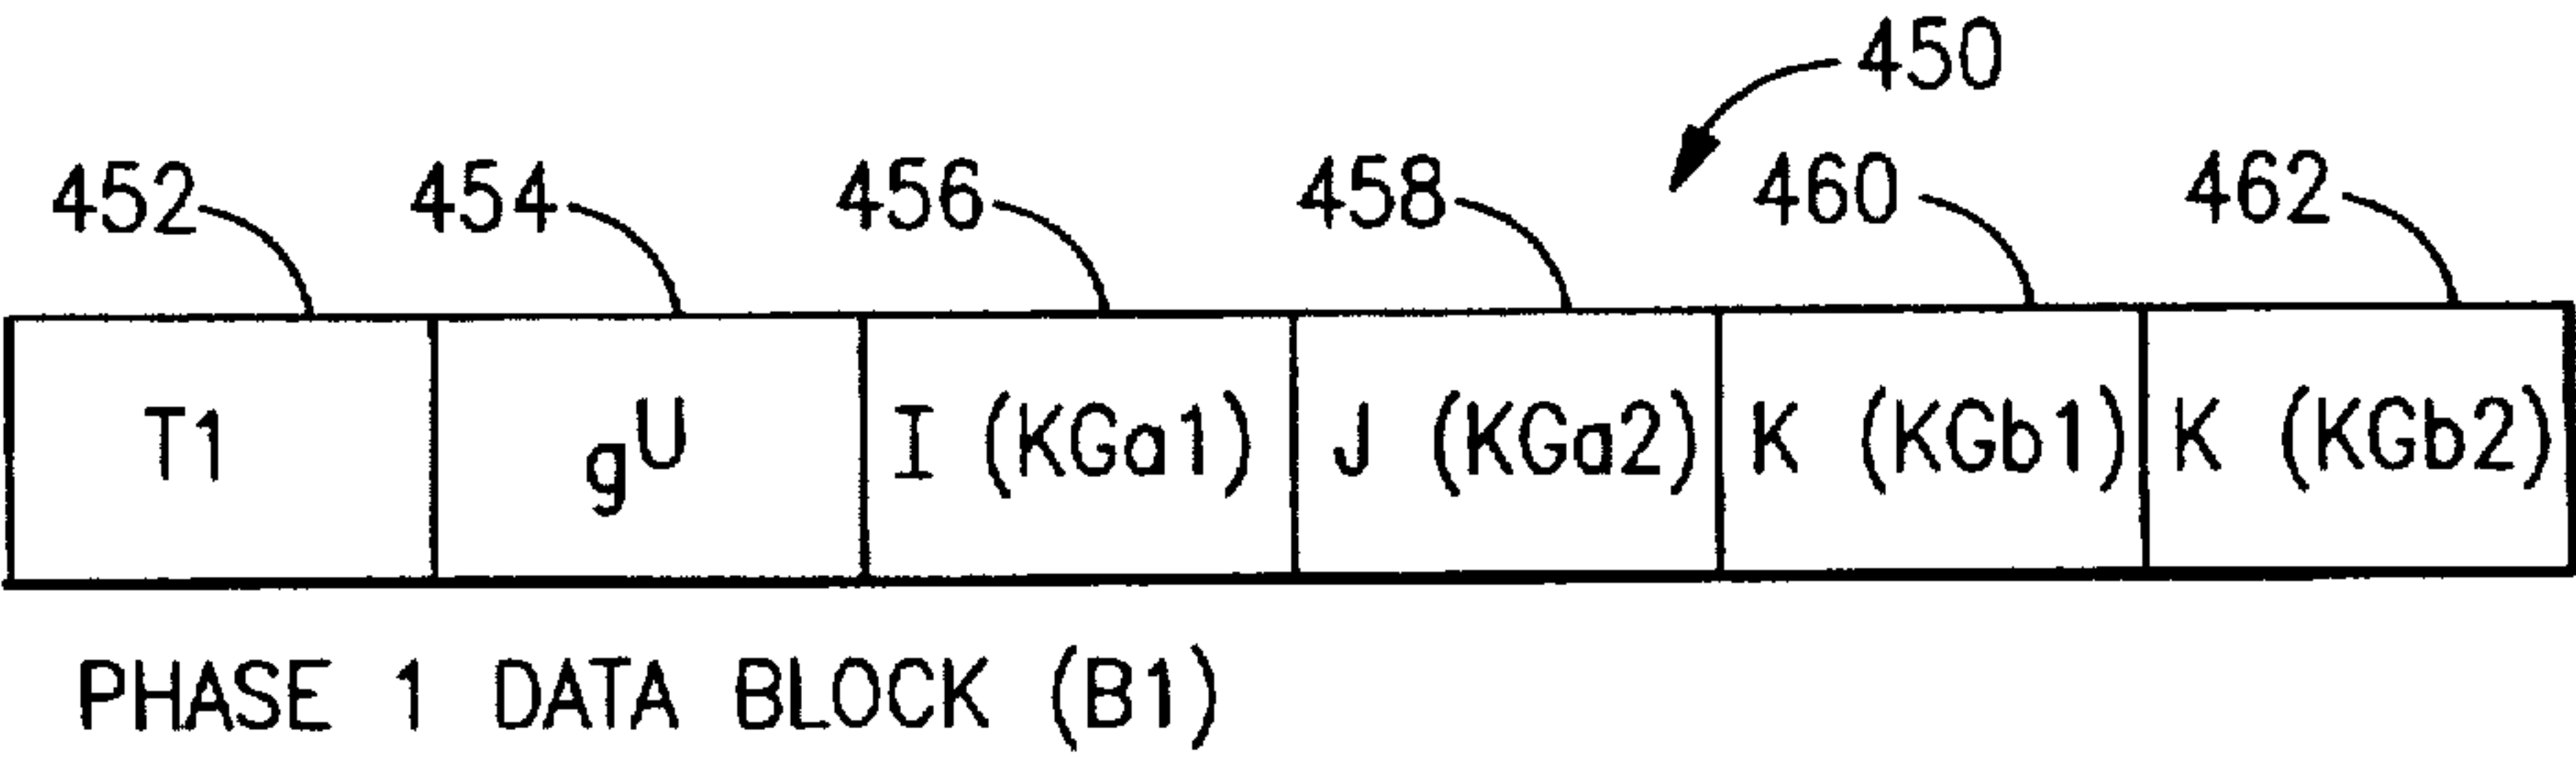 450
452 454 456 458 460 462
T1 gU I (KGa1) J (KGa2) K (KGb1) K (KGb2)
PHASE 1 DATA BLOCK (B1)